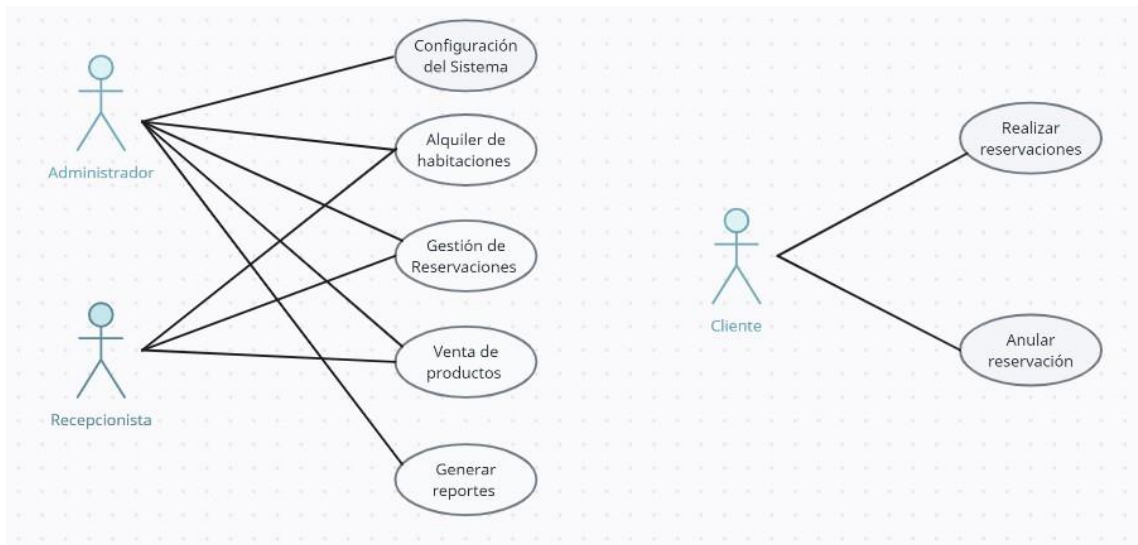 Configuración
del Sistema
Administrador
Alquiler de
habitaciones
Gestión de
Reservaciones
Recepcionista
Venta de
productos
Generar
reportes
Realizar
reservaciones
Cliente
Anular
reservación